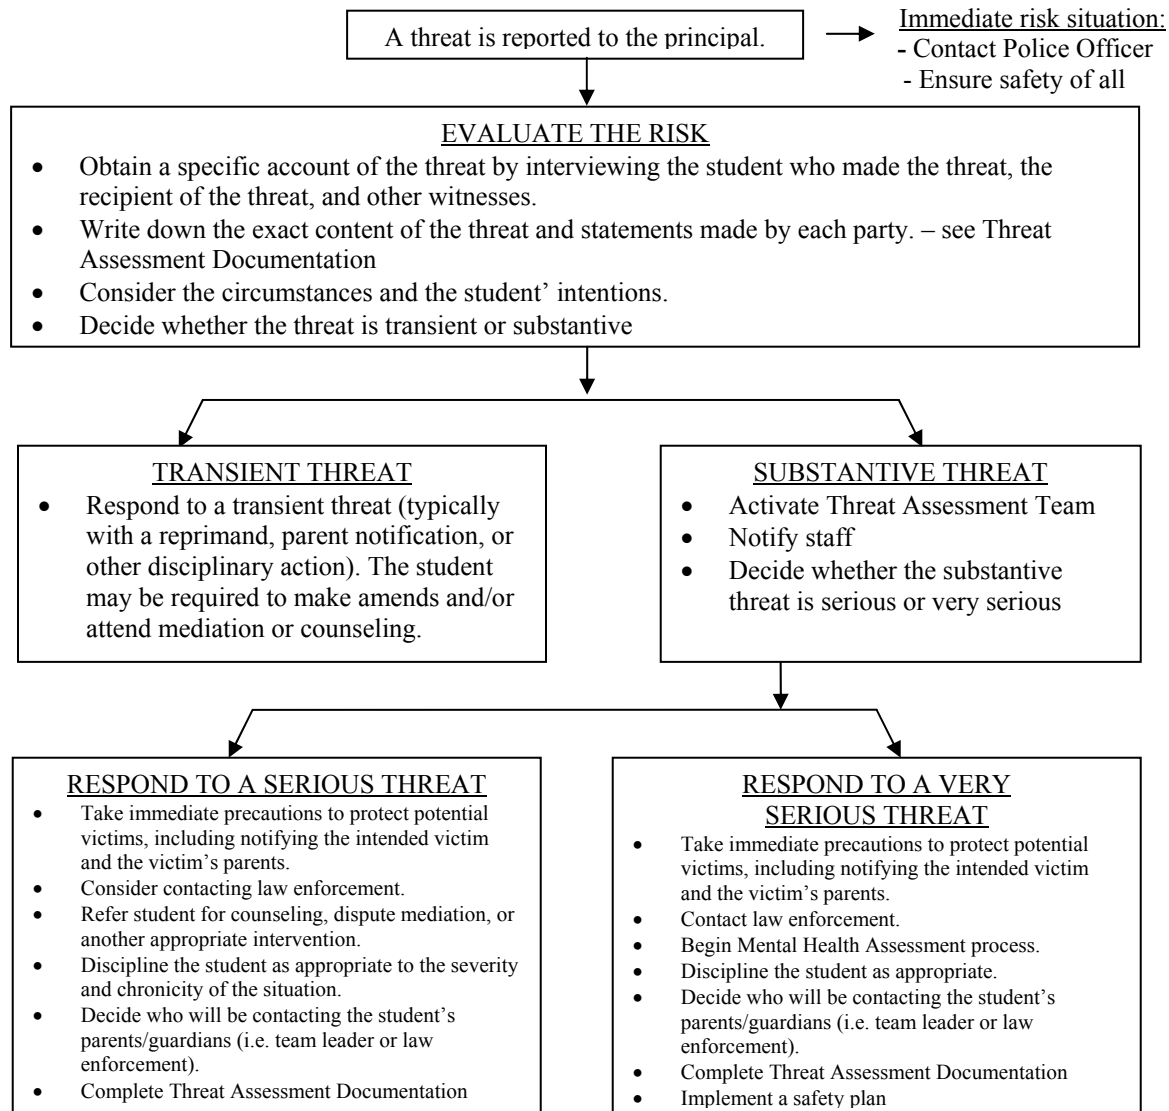 A threat is reported to the principal.
Immediate risk situation:
- Contact Police Officer
- Ensure safety of all
EVALUATE THE RISK
• Obtain a specific account of the threat by interviewing the student who made the threat, the
recipient of the threat, and other witnesses.
• Write down the exact content of the threat and statements made by each party. – see Threat
Assessment Documentation
• Consider the circumstances and the student’ intentions.
• Decide whether the threat is transient or substantive
TRANSIENT THREAT
• Respond to a transient threat (typically
with a reprimand, parent notification, or
other disciplinary action). The student
may be required to make amends and/or
attend mediation or counseling.
SUBSTANTIVE THREAT
• Activate Threat Assessment Team
• Notify staff
• Decide whether the substantive
threat is serious or very serious
RESPOND TO A SERIOUS THREAT
• Take immediate precautions to protect potential
victims, including notifying the intended victim
and the victim’s parents.
• Consider contacting law enforcement.
• Refer student for counseling, dispute mediation, or
another appropriate intervention.
• Discipline the student as appropriate to the severity
and chronicity of the situation.
• Decide who will be contacting the student’s
parents/guardians (i.e. team leader or law
enforcement).
• Complete Threat Assessment Documentation
RESPOND TO A VERY
SERIOUS THREAT
• Take immediate precautions to protect potential
victims, including notifying the intended victim
and the victim’s parents.
• Contact law enforcement.
• Begin Mental Health Assessment process.
• Discipline the student as appropriate.
• Decide who will be contacting the student’s
parents/guardians (i.e. team leader or law
enforcement).
• Complete Threat Assessment Documentation
• Implement a safety plan